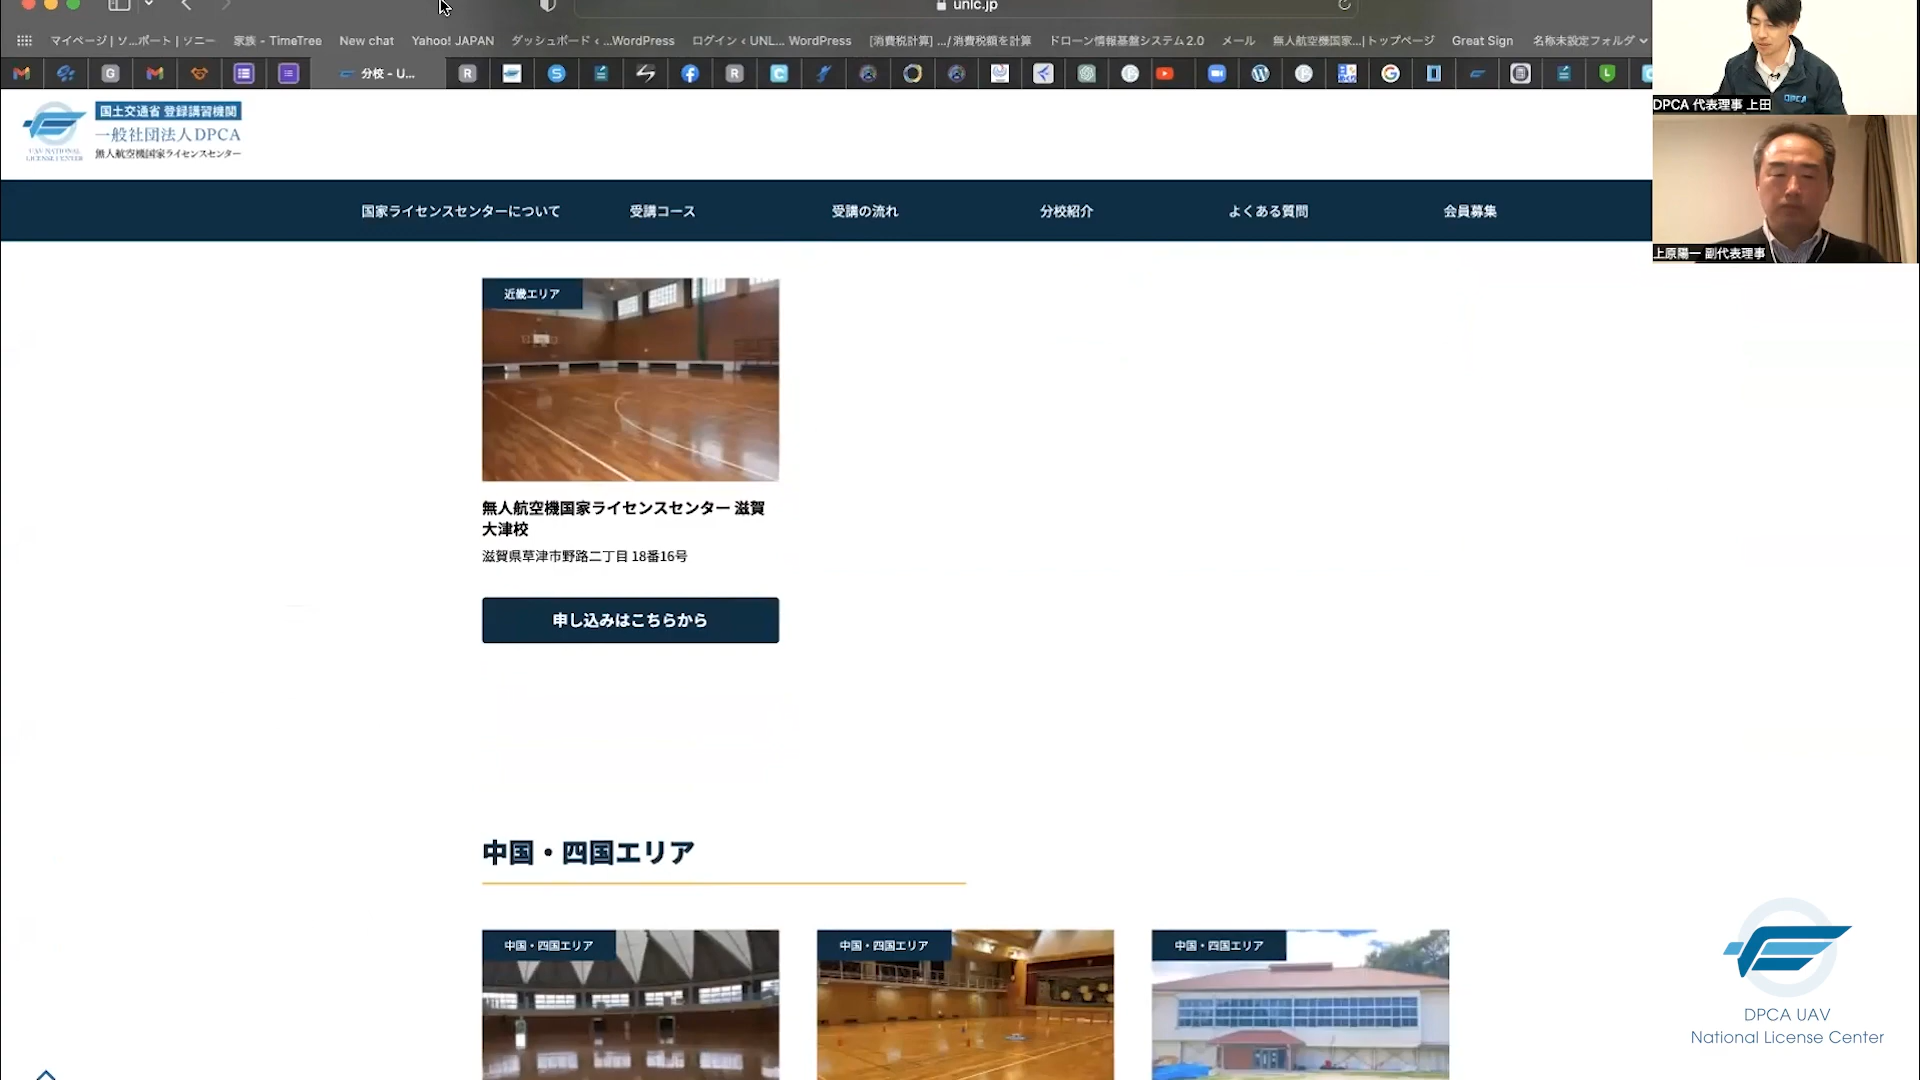 unlc.jp
マイページ | ソ...ポート | ソニー
家族 - TimeTree
New chat
Yahoo! JAPAN
ダッシュボード ‹ ...WordPress
ログイン ‹ UNL... WordPress
[消費税計算] .../消費税額を計算
ドローン情報基盤システム2.0
メール
無人航空機国家...| トップページ
Great Sign
名称未設定フォルダ
分校 - U...
DPCA 代表理事 上田
上原陽一 副代表理事
国土交通省 登録講習機関
一般社団法人DPCA
無人航空機国家ライセンスセンター
UAV NATIONAL
LICENSE CENTER
国家ライセンスセンターについて
受講コース
受講の流れ
分校紹介
よくある質問
会員募集
近畿エリア
無人航空機国家ライセンスセンター 滋賀
大津校
滋賀県草津市野路二丁目 18番16号
申し込みはこちらから
中国・四国エリア
中国・四国エリア
中国・四国エリア
中国・四国エリア
DPCA UAV
National License Center